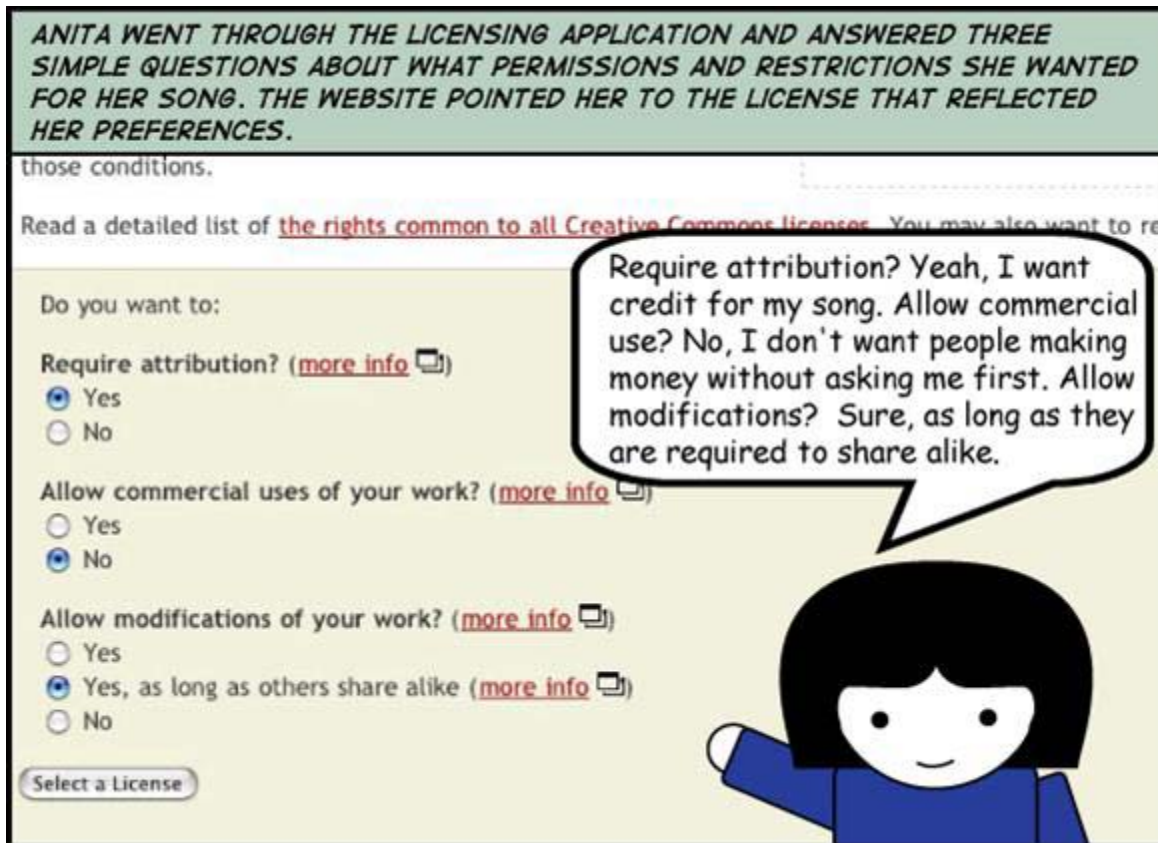 ANITA WENT THROUGH THE LICENSING APPLICATION AND ANSWERED THREE
SIMPLE QUESTIONS ABOUT WHAT PERMISSIONS AND RESTRICTIONS SHE WANTED
FOR HER SONG. THE WEBSITE POINTED HER TO THE LICENSE THAT REFLECTED
HER PREFERENCES.
those conditions.
Read a detailed list of the rights common to all Creative Commons licenses. You may also want to re
Require attribution? Yeah, I want
credit for my song. Allow commercial
use? No, I don't want people making
money without asking me first. Allow
modifications? Sure, as long as they
are required to share alike.
Do you want to:
Require attribution? (more info)
Yes
No
Allow commercial uses of your work? (more info)
Yes
No
Allow modifications of your work? (more info)
Yes
Yes, as long as others share alike (more info)
No
Select a License